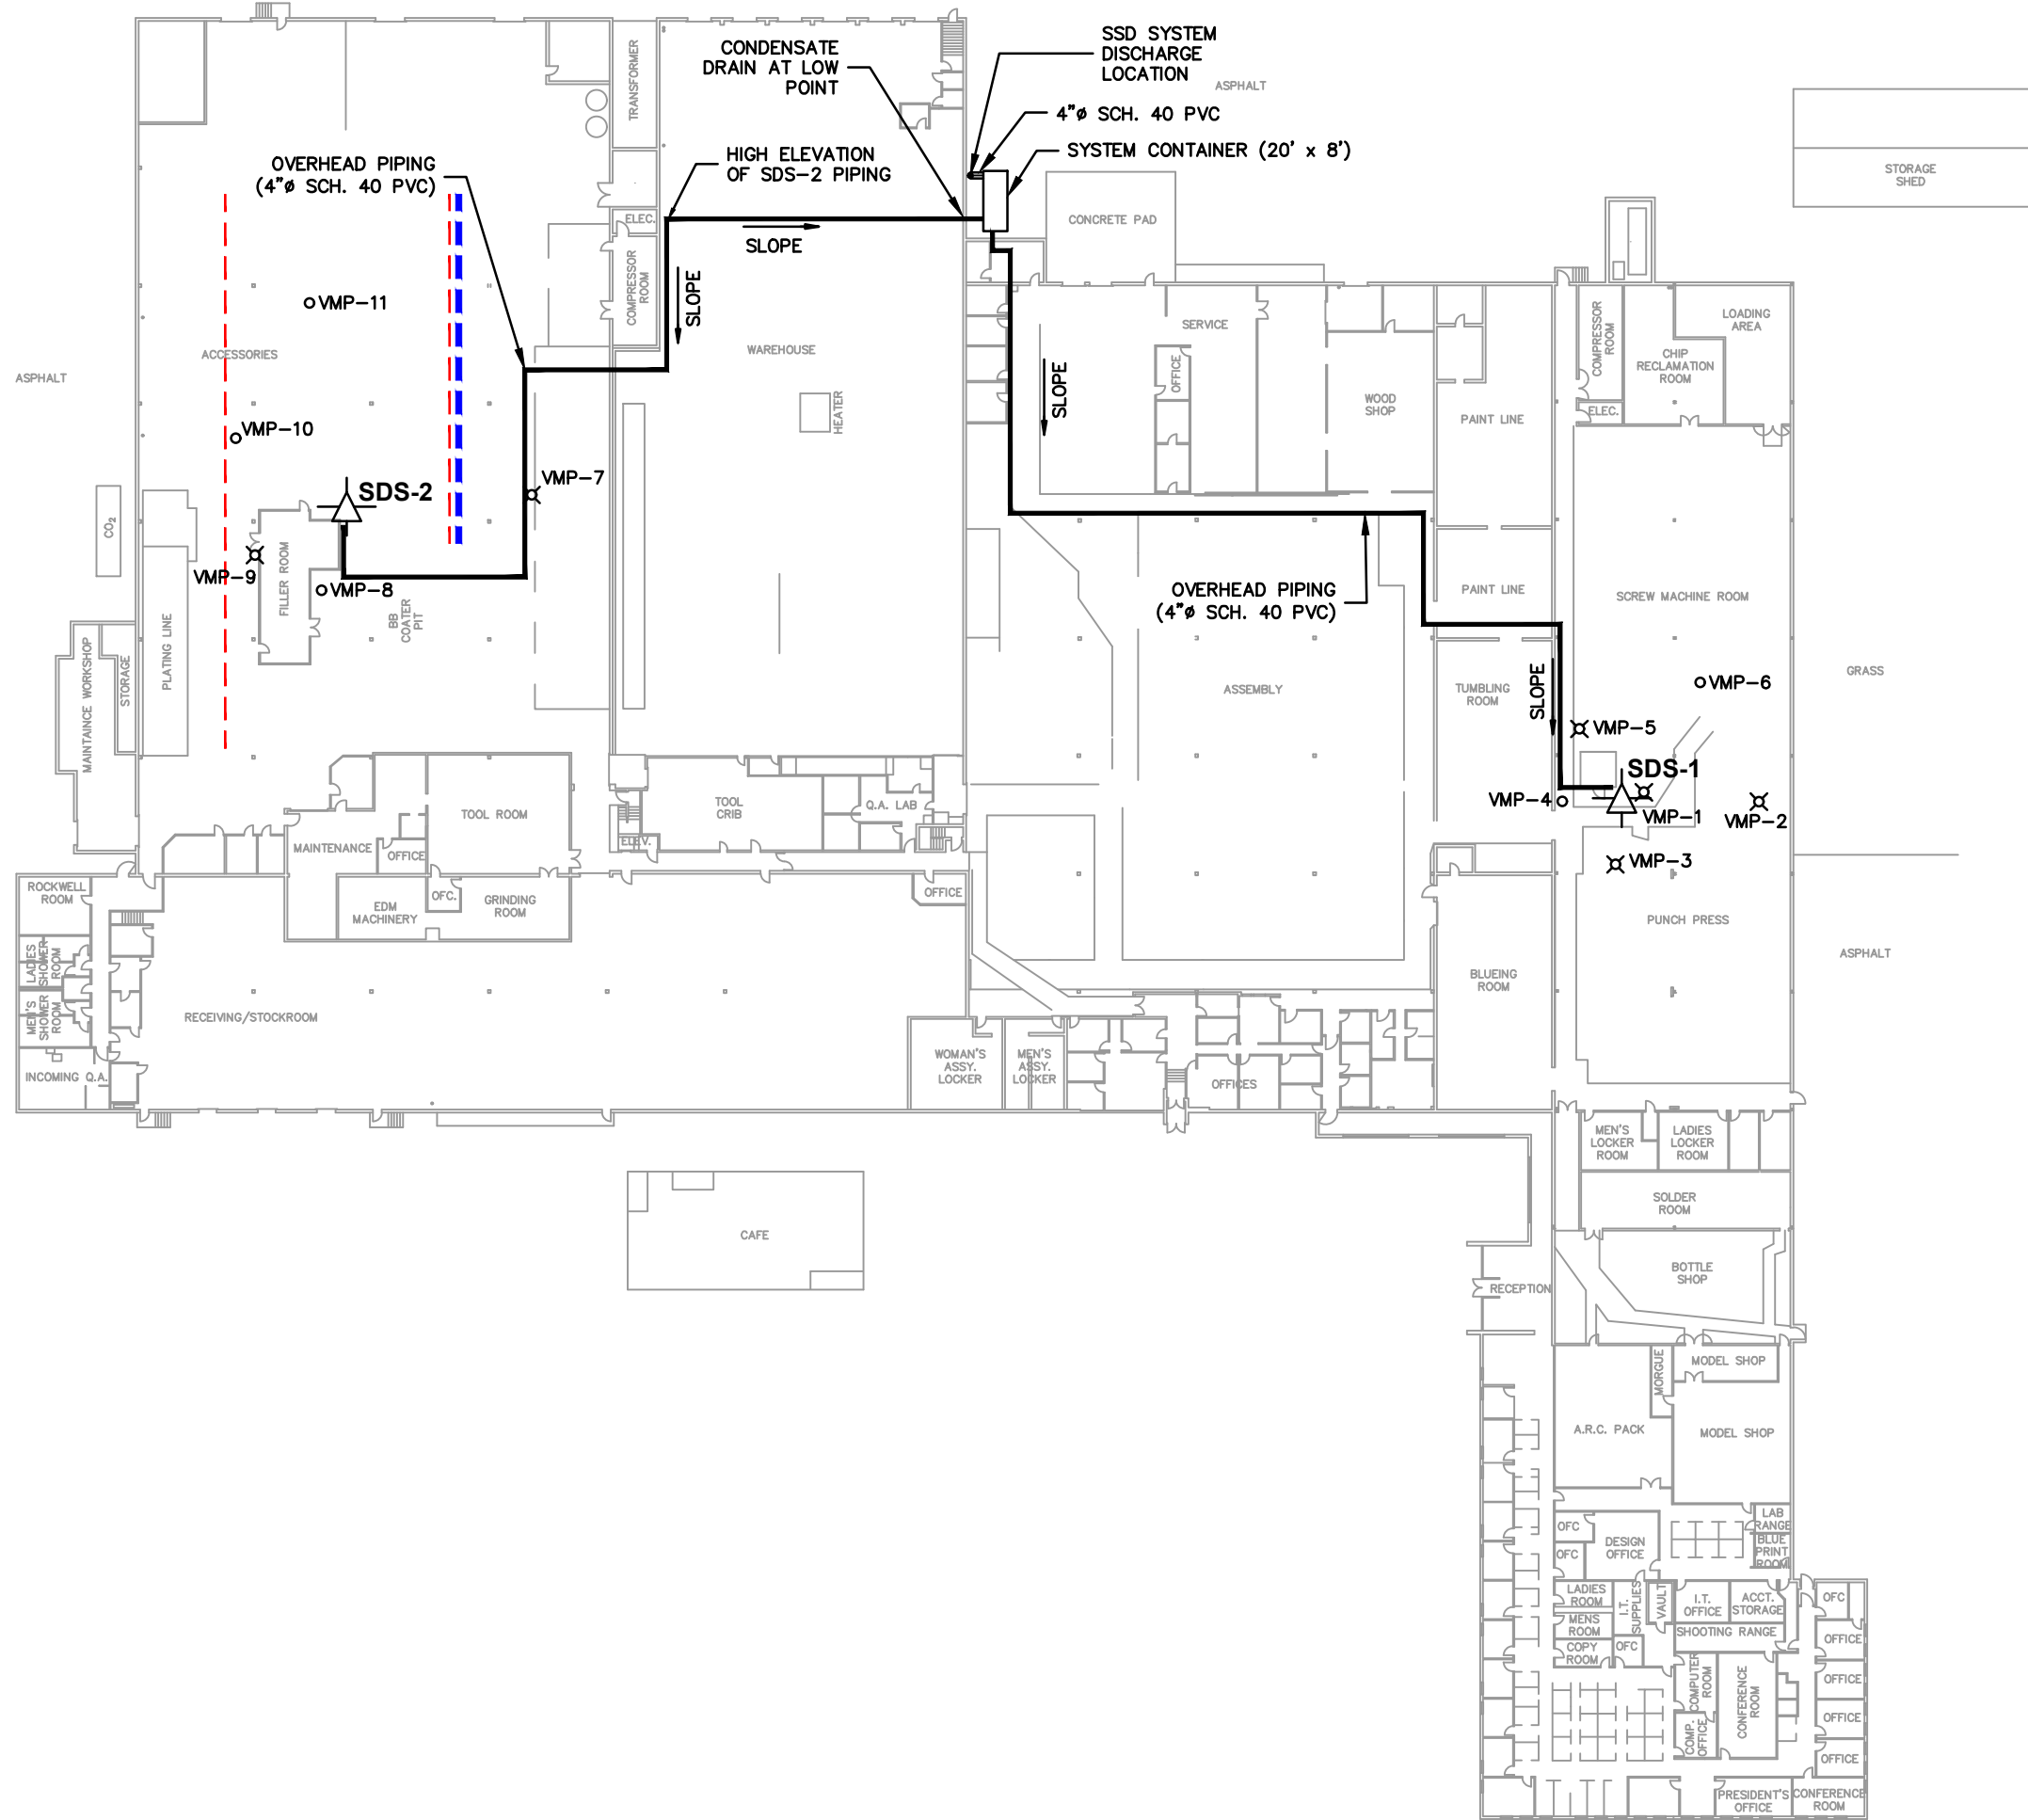 CONDENSATE
DRAIN AT LOW
POINT
SSD SYSTEM
DISCHARGE
LOCATION
ASPHALT
4"ø SCH. 40 PVC
SYSTEM CONTAINER (20' x 8')
TRANSFORMER
OVERHEAD PIPING
(4"ø SCH. 40 PVC)
HIGH ELEVATION
OF SDS-2 PIPING
STORAGE
SHED
ELEC.
SLOPE
CONCRETE PAD
COMPRESSOR
ROOM
SLOPE
VMP-11
ACCESSORIES
ASPHALT
WAREHOUSE
SERVICE
COMPRESSOR
ROOM
LOADING
AREA
CHIP
RECLAMATION
ROOM
OFFICE
SLOPE
WOOD
SHOP
HEATER
ELEC.
PAINT LINE
VMP-10
VMP-7
SDS-2
CO2
VMP-9
VMP-8
FILLER ROOM
BB
COATER
PIT
PLATING LINE
OVERHEAD PIPING
(4"ø SCH. 40 PVC)
PAINT LINE
SCREW MACHINE ROOM
MAINTAINCE WORKSHOP
STORAGE
ASSEMBLY
TUMBLING
ROOM
SLOPE
VMP-6
GRASS
VMP-5
SDS-1
VMP-4
VMP-1
VMP-2
VMP-3
TOOL ROOM
TOOL
CRIB
Q.A. LAB
ELEV.
MAINTENANCE
OFFICE
ROCKWELL
ROOM
EDM
MACHINERY
OFC.
GRINDING
ROOM
OFFICE
PUNCH PRESS
LADIES
SHOWER
ROOM
ASPHALT
BLUEING
ROOM
MEN'S
SHOWER
ROOM
RECEIVING/STOCKROOM
INCOMING Q.A.
WOMAN'S
ASSY.
LOCKER
MEN'S
ASSY.
LOCKER
OFFICES
MEN'S
LOCKER
ROOM
LADIES
LOCKER
ROOM
SOLDER
ROOM
CAFE
BOTTLE
SHOP
RECEPTION
MORGUE
MODEL SHOP
A.R.C. PACK
MODEL SHOP
LAB
RANGE
OFC
DESIGN
OFFICE
BLUE
PRINT
ROOM
OFC
LADIES
ROOM
I.T.
SUPPLIES
VAULT
I.T.
OFFICE
ACCT.
STORAGE
OFC
MENS
ROOM
SHOOTING RANGE
OFFICE
COPY
ROOM
OFC
COMPUTER
ROOM
CONFERENCE
ROOM
OFFICE
OFFICE
COMP.
OFFICE
OFFICE
PRESIDENT'S
OFFICE
CONFERENCE
ROOM